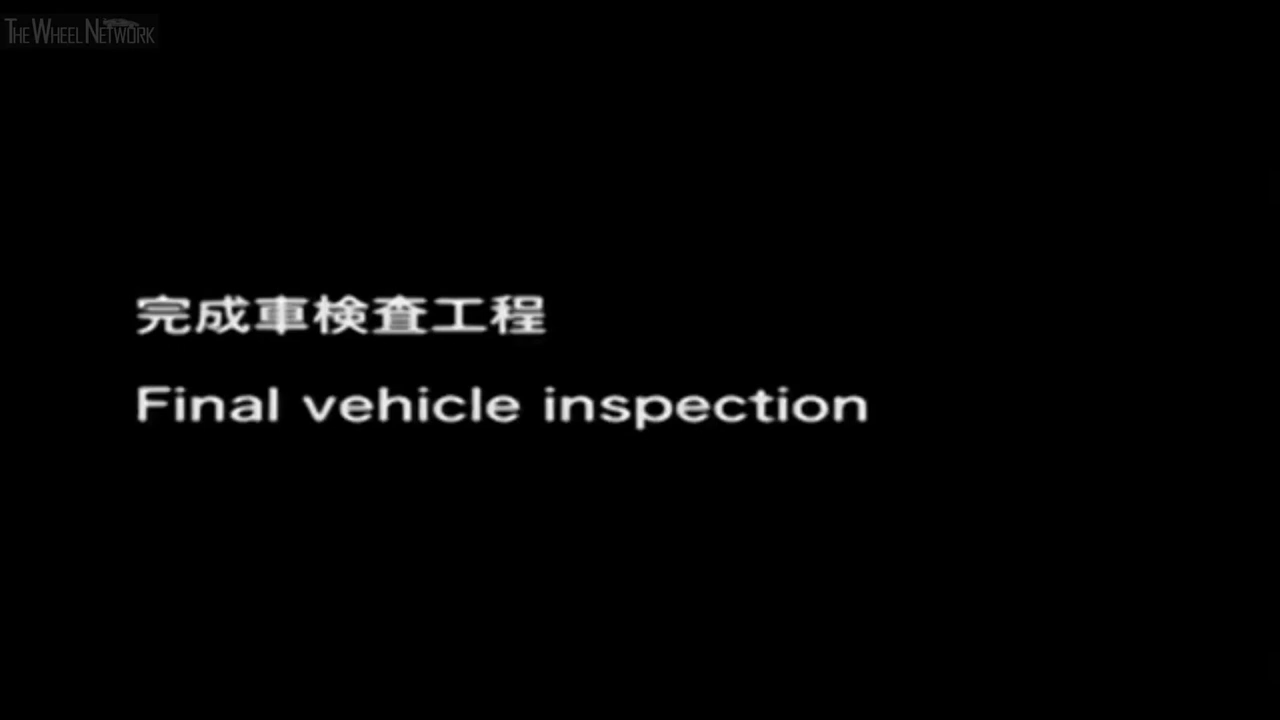 THE WHEEL NETWORK
完成車検査工程
Final vehicle inspection